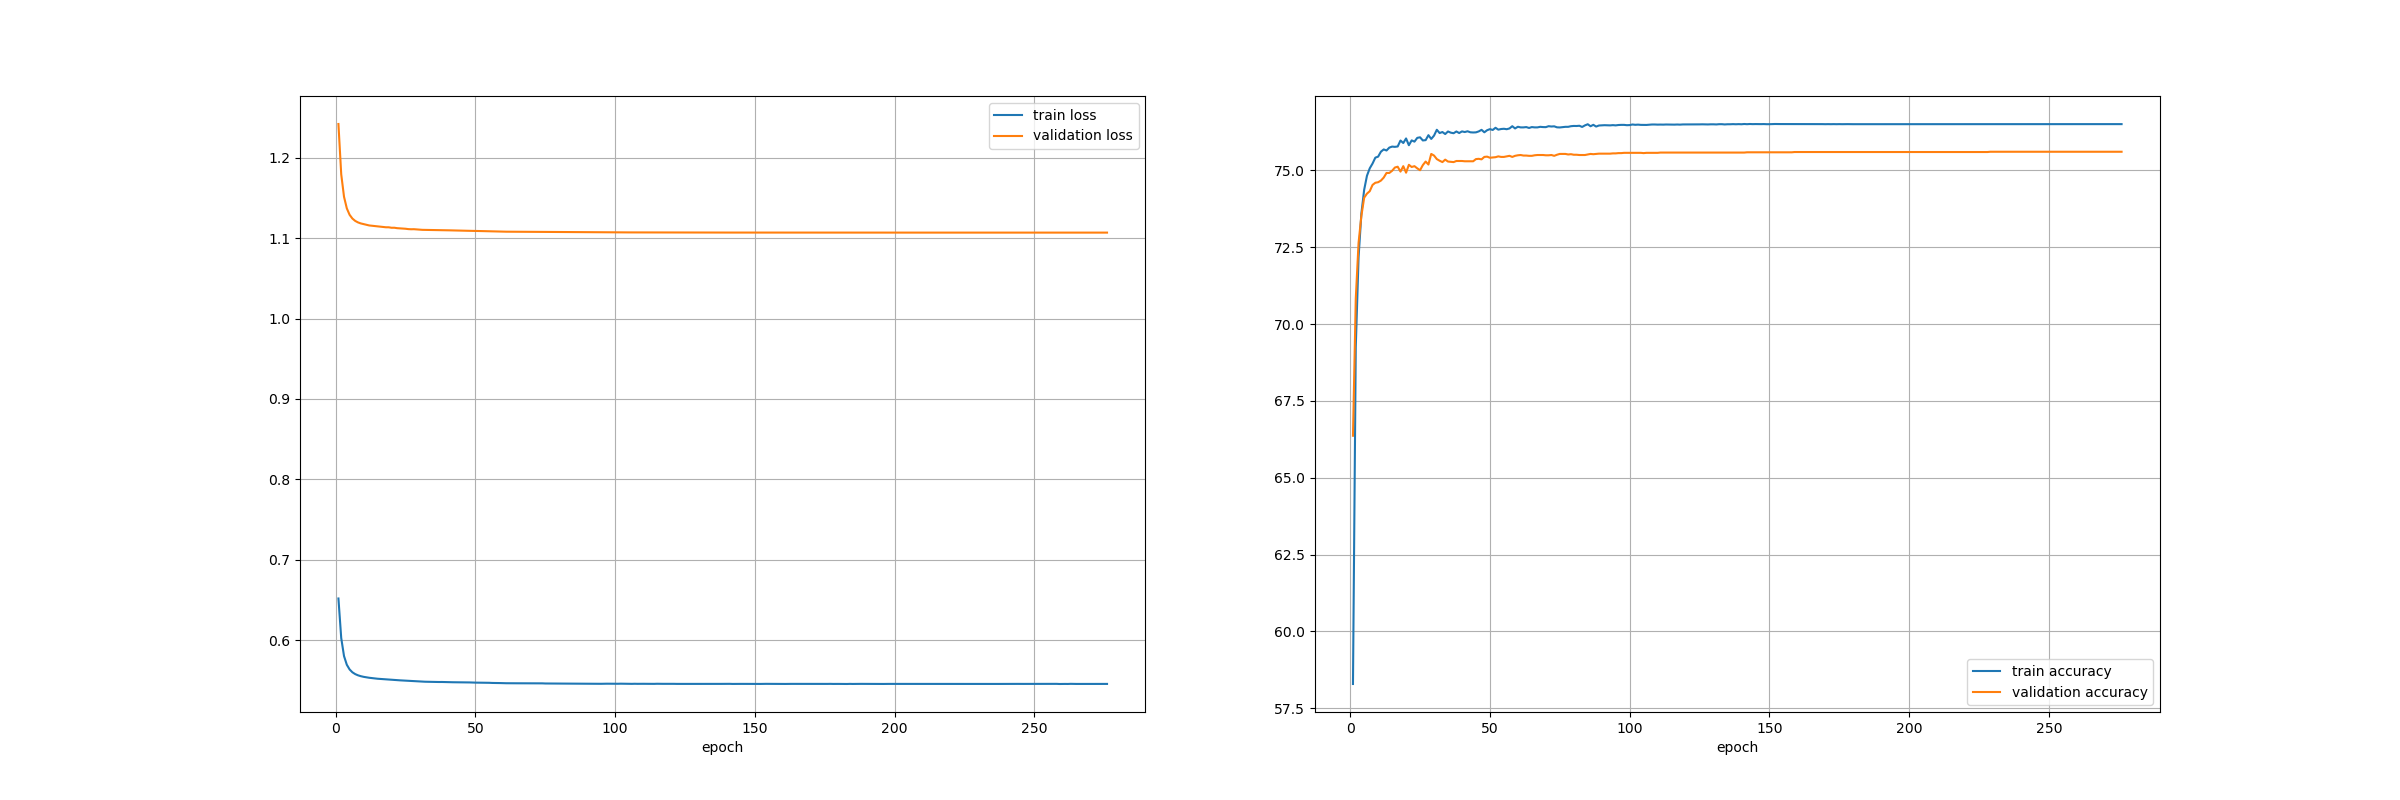 train loss
validation loss
1.2
1.1
1.0
0.9
0.8
0.7
0.6
0 50 100 150 200 250
epoch
75.0
72.5
70.0
67.5
65.0
62.5
60.0
57.5
train accuracy
validation accuracy
0 50 100 150 200 250
epoch